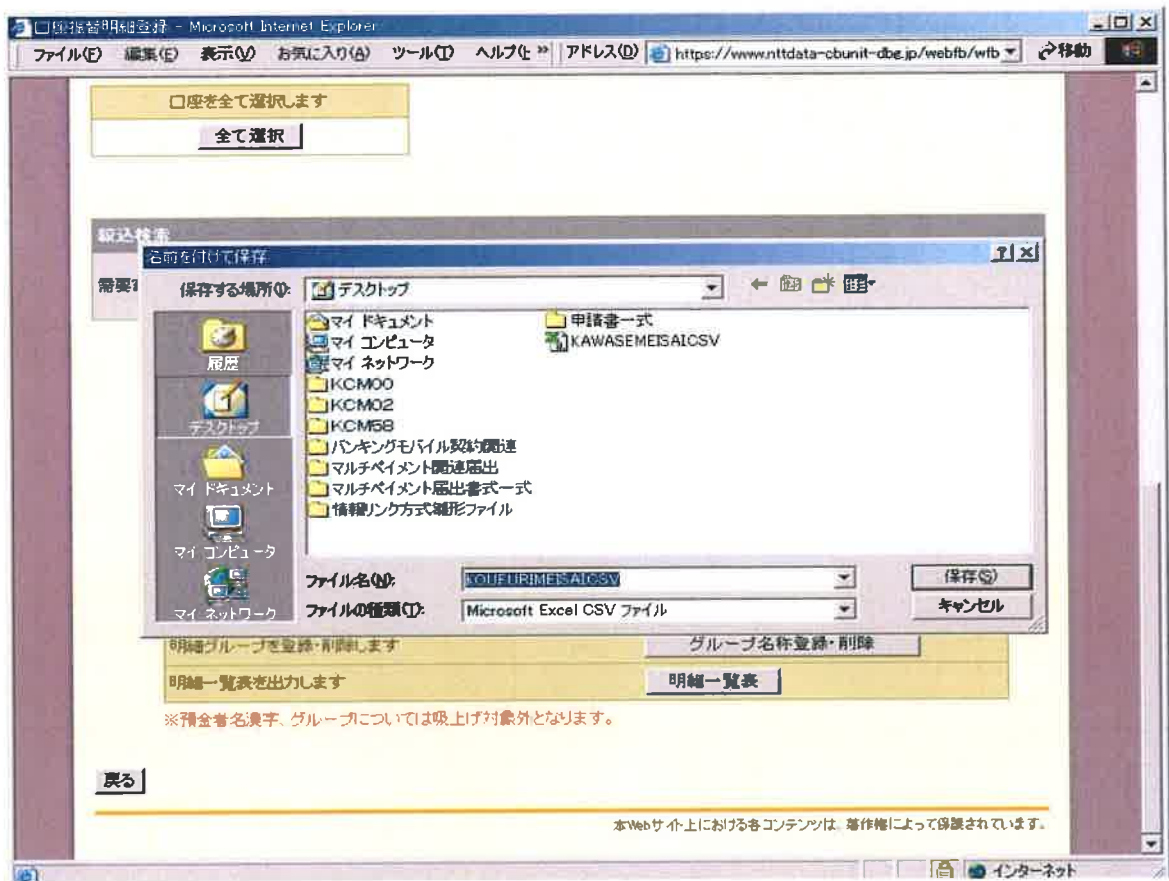 口座振替明細登録 - Microsoft Internet Explorer
ファイル(F) 編集(E) 表示(V) お気に入り(A) ツール(T) ヘルプ(H » アドレス(D) https://www.nttdata-cbunit-dbe.jp/webfb/wfb 移動
口座を全て選択します
全て選択
絞込検索
名前を付けて保存
需要
保存する場所(I): デスクトップ
マイ ドキュメント
マイ コンピュータ
マイ ネットワーク
KCM00
KCM02
KCM58
バンキングモバイル契約関連
マルチペイメント関連届出
マルチペイメント届出書式一式
情報リンク方式雛形ファイル
申請書一式
KAWASEMEISAICSV
履歴
デスクトップ
マイ ドキュメント
マイ コンピュータ
マイ ネットワーク
ファイル名(N): KOUFURIMEISAICSV 保存(S)
ファイルの種類(T): Microsoft Excel CSV ファイル キャンセル
明細グループを登録・削除します グループ名称登録・削除
明細一覧表を出力します 明細一覧表
※預金者名漢字、グループについては吸上げ対象外となります。
戻る
本Webサイト上における各コンテンツは、著作権によって保護されています。
インターネット